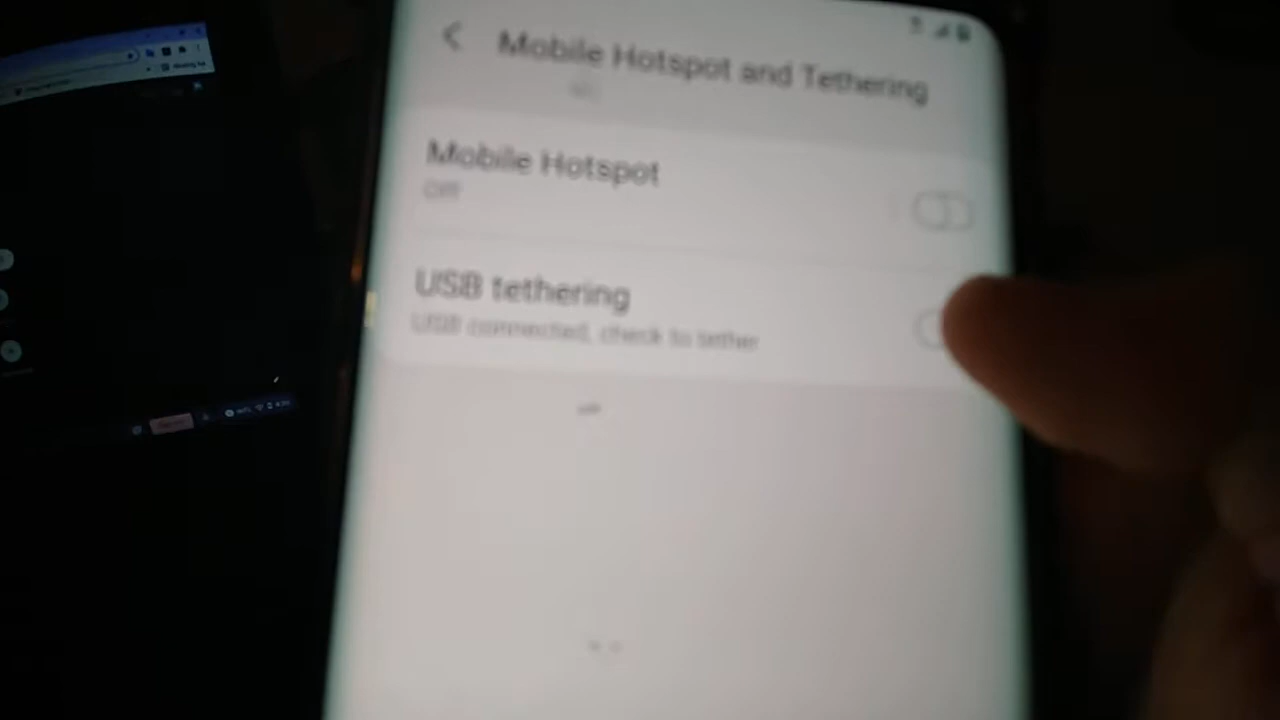 Mobile Hotspot and Tethering
Mobile Hotspot
Off
USB tethering
USB connected, check to tether